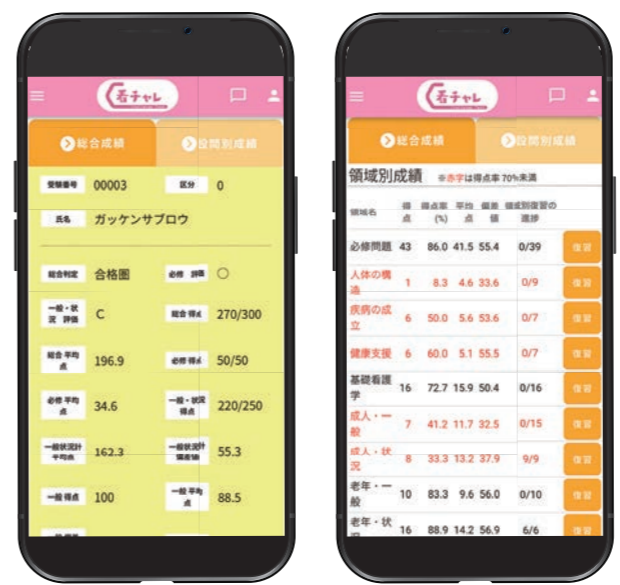 看チャレ
総合成績
設問別成績
受験番号 00003 区分 0
氏名 ガッケンサブロウ
総合判定 合格圏 必修 評価 ○
一般・状
況 評価 C 総合 得点 270/300
総合 平均
点 196.9 必修 得点 50/50
必修 平均
点 34.6 一般・状況
得点 220/250
一般状況計
平均点 162.3 一般状況計
偏差値 55.3
一般 得点 100 一般 平均
点 88.5
看チャレ
総合成績
設問別成績
領域別成績 ※赤字は得点率70%未満
領域名 得
点 得点率
(%) 平均
点 偏差
値 領域別復習の
進捗
必修問題 43 86.0 41.5 55.4 0/39 復習
人体の構
造 1 8.3 4.6 33.6 0/9 復習
疾病の成
立 6 50.0 5.6 53.6 0/7 復習
健康支援 6 60.0 5.1 55.5 0/7 復習
基礎看護
学 16 72.7 15.9 50.4 0/16 復習
成人・一
般 7 41.2 11.7 32.5 0/15 復習
成人・状
況 8 33.3 13.2 37.9 9/9 復習
老年・一
般 10 83.3 9.6 56.0 0/10 復習
老年・状
16 88.9 14.2 56.9 6/6 復習